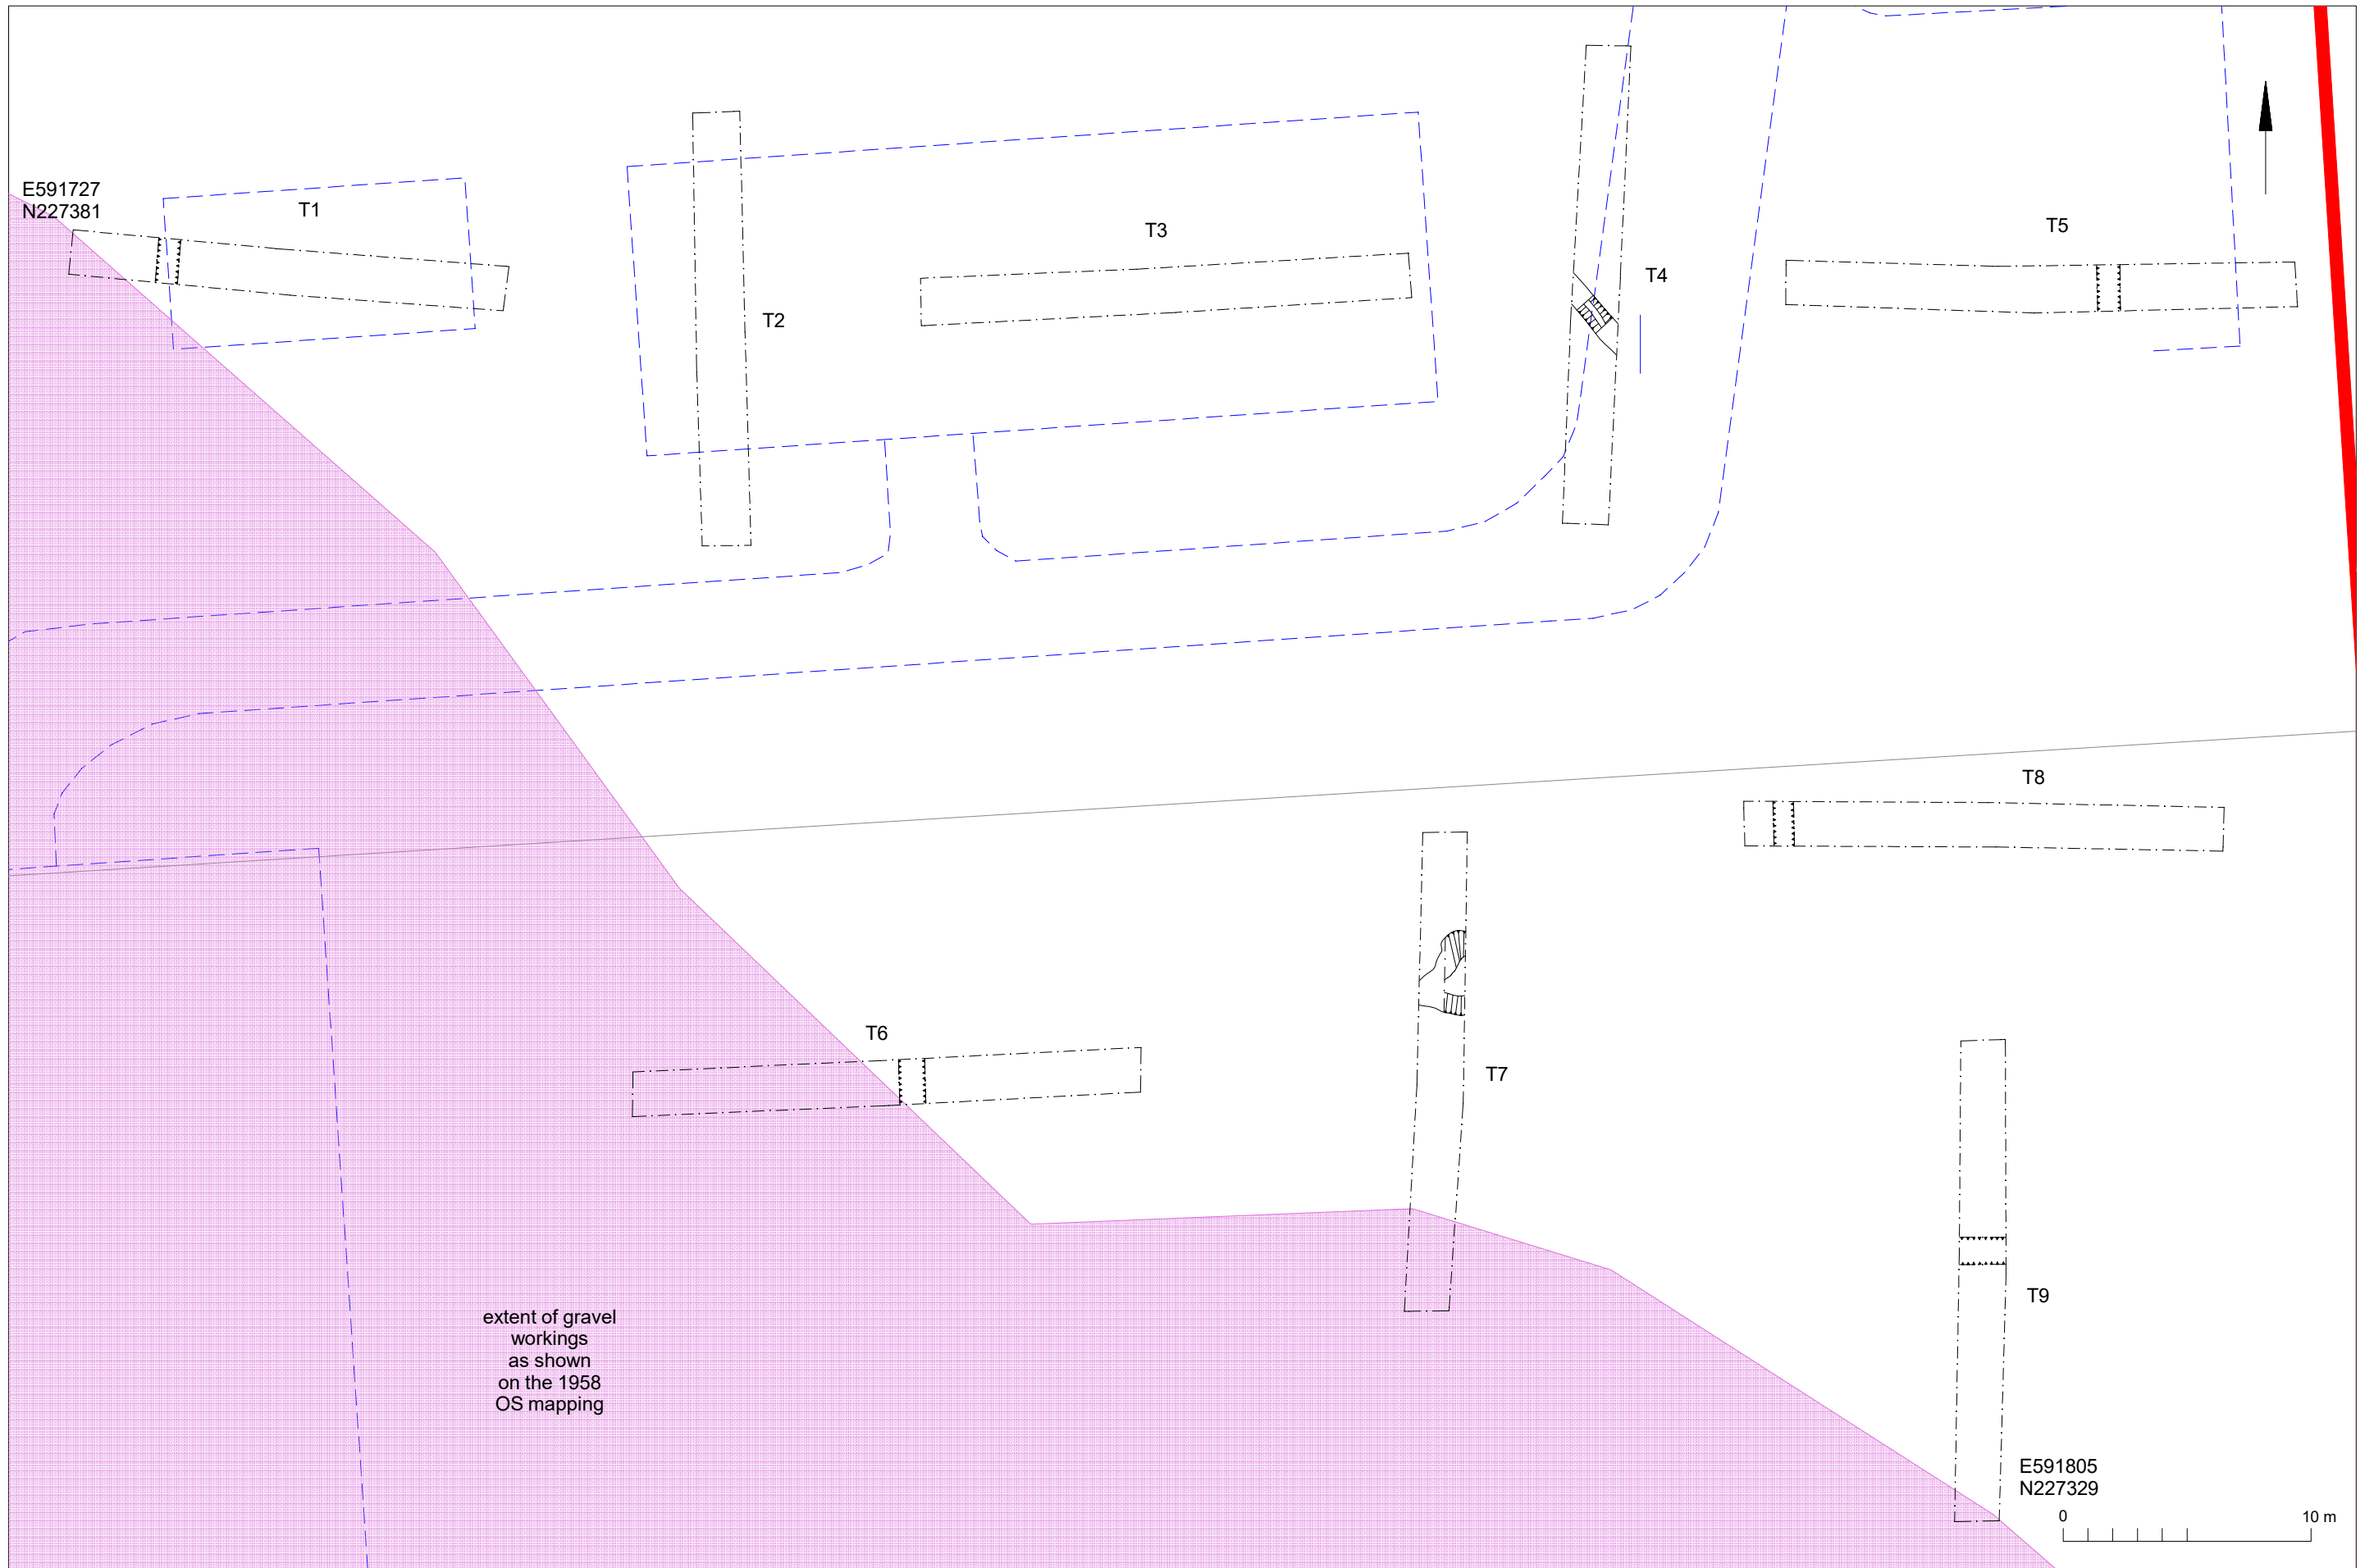 E591727
N227381
T1
T2
T3
T4
T5
T8
T6
T7
T9
extent of gravel
workings
as shown
on the 1958
OS mapping
E591805
N227329
0
10 m